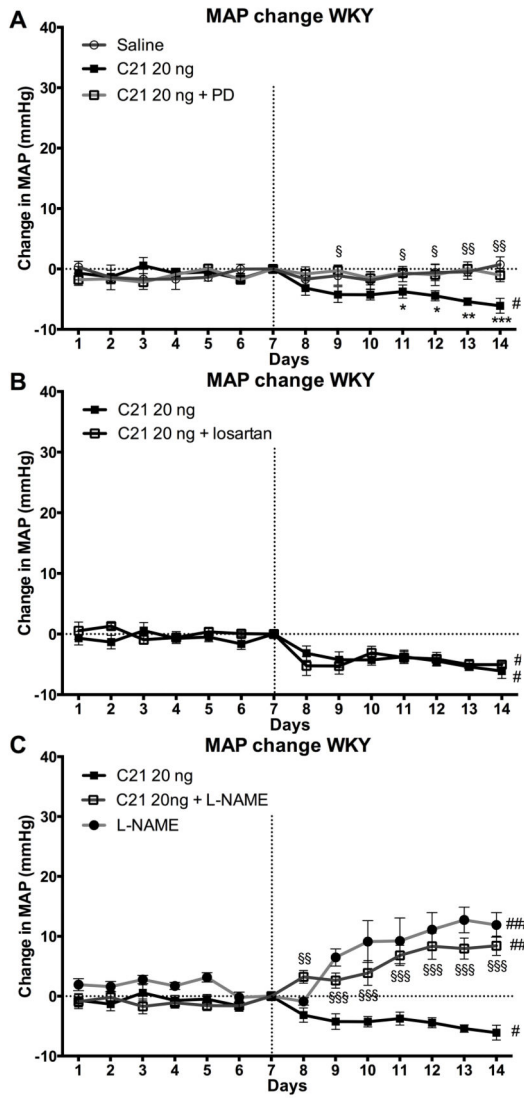 A
MAP change WKY
Saline
C21 20 ng
C21 20 ng + PD
Change in MAP (mmHg)
40
30
20
10
0
-10
§ § § §§ §§
* * ** ***
#
1 2 3 4 5 6 7 8 9 10 11 12 13 14
Days
B
MAP change WKY
C21 20 ng
C21 20 ng + losartan
Change in MAP (mmHg)
40
30
20
10
0
-10
#
#
1 2 3 4 5 6 7 8 9 10 11 12 13 14
Days
C
MAP change WKY
C21 20 ng
C21 20ng + L-NAME
L-NAME
Change in MAP (mmHg)
40
30
20
10
0
-10
§§
§§§ §§§ §§§ §§§ §§§ §§§
##
##
#
1 2 3 4 5 6 7 8 9 10 11 12 13 14
Days